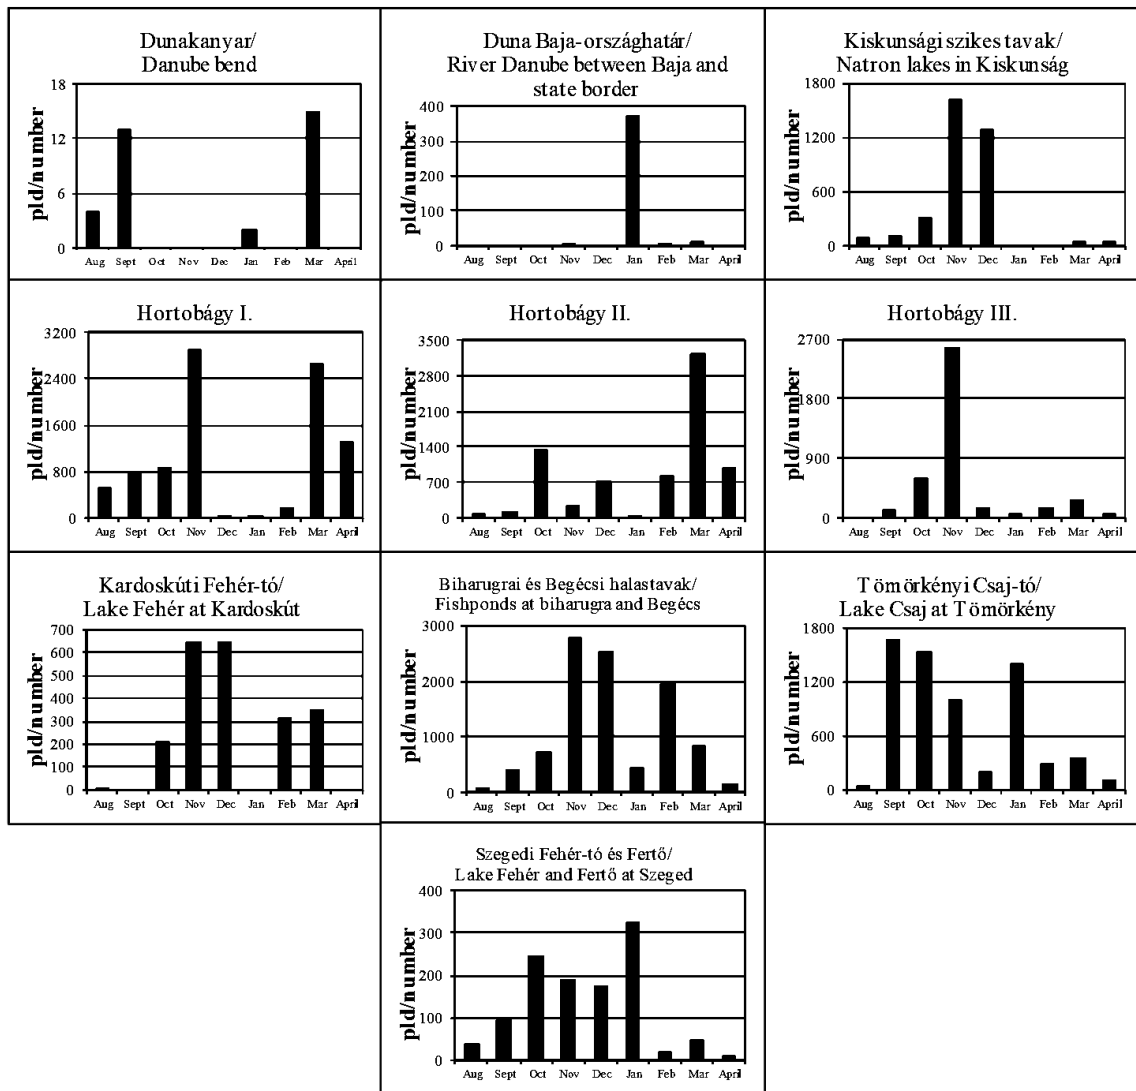 Dunakanyar/
Danube bend
pld/number
18
12
6
0
Aug Sept Oct Nov Dec Jan Feb Mar April
Duna Baja-országhatár/
River Danube between Baja and
state border
pld/number
400
300
200
100
0
Aug Sept Oct Nov Dec Jan Feb Mar April
Kiskunsági szikes tavak/
Natron lakes in Kiskunság
pld/number
1800
1200
600
0
Aug Sept Oct Nov Dec Jan Feb Mar April
Hortobágy I.
pld/number
3200
2400
1600
800
0
Aug Sept Oct Nov Dec Jan Feb Mar April
Hortobágy II.
pld/number
3500
2800
2100
1400
700
0
Aug Sept Oct Nov Dec Jan Feb Mar April
Hortobágy III.
pld/number
2700
1800
900
0
Aug Sept Oct Nov Dec Jan Feb Mar April
Kardoskúti Fehér-tó/
Lake Fehér at Kardoskút
pld/number
700
600
500
400
300
200
100
0
Aug Sept Oct Nov Dec Jan Feb Mar April
Biharugrai és Begécsi halastavak/
Fishponds at biharugra and Begécs
pld/number
3000
2000
1000
0
Aug Sept Oct Nov Dec Jan Feb Mar April
Tömörkényi Csaj-tó/
Lake Csaj at Tömörkény
pld/number
1800
1200
600
0
Aug Sept Oct Nov Dec Jan Feb Mar April
Szegedi Fehér-tó és Fertő/
Lake Fehér and Fertő at Szeged
pld/number
400
300
200
100
0
Aug Sept Oct Nov Dec Jan Feb Mar April